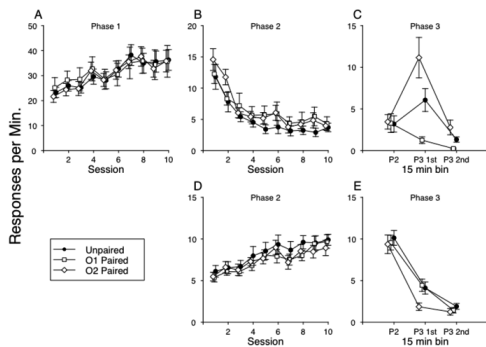 A
Phase 1
B
Phase 2
C
Phase 3
50
40
30
20
10
0
20
15
10
5
0
15
10
5
0
2 4 6 8 10
Session
2 4 6 8 10
Session
P2 P3 1st P3 2nd
15 min bin
Responses per Min.
D
Phase 2
E
Phase 3
15
10
5
0
15
10
5
0
Unpaired
O1 Paired
O2 Paired
2 4 6 8 10
Session
P2 P3 1st P3 2nd
15 min bin